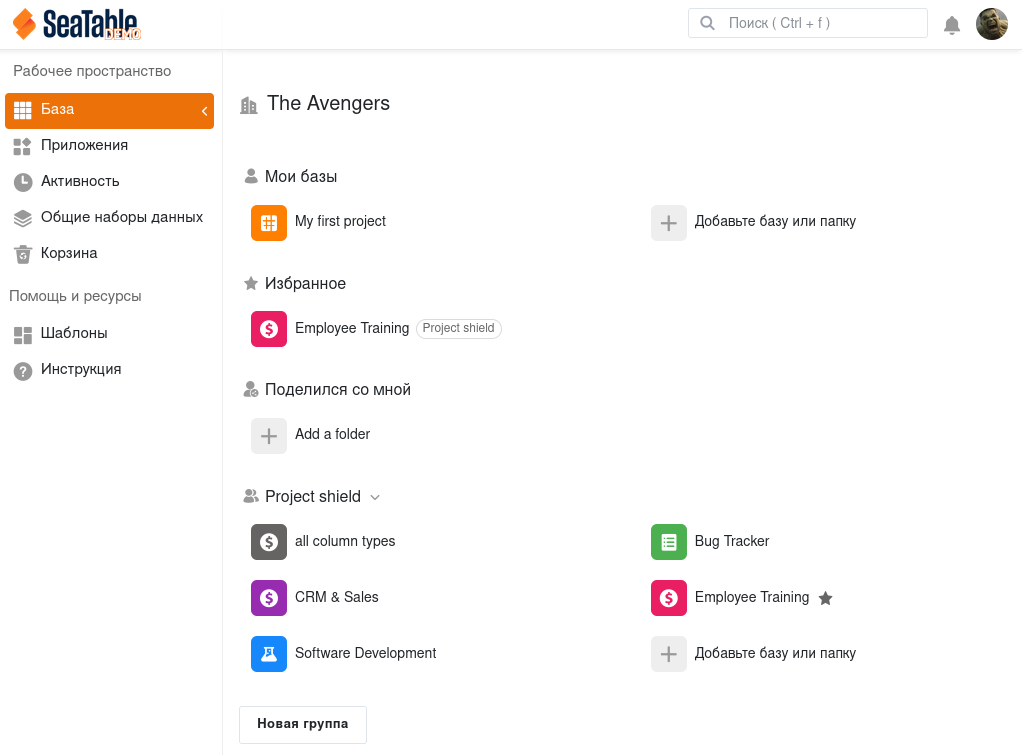 SeaTable
DEMO
Поиск ( Ctrl + f )
Рабочее пространство
База
Приложения
Активность
Общие наборы данных
Корзина
Помощь и ресурсы
Шаблоны
Инструкция
The Avengers
Мои базы
My first project
Добавьте базу или папку
Избранное
Employee Training Project shield
Поделился со мной
Add a folder
Project shield
all column types
Bug Tracker
CRM & Sales
Employee Training
Software Development
Добавьте базу или папку
Новая группа